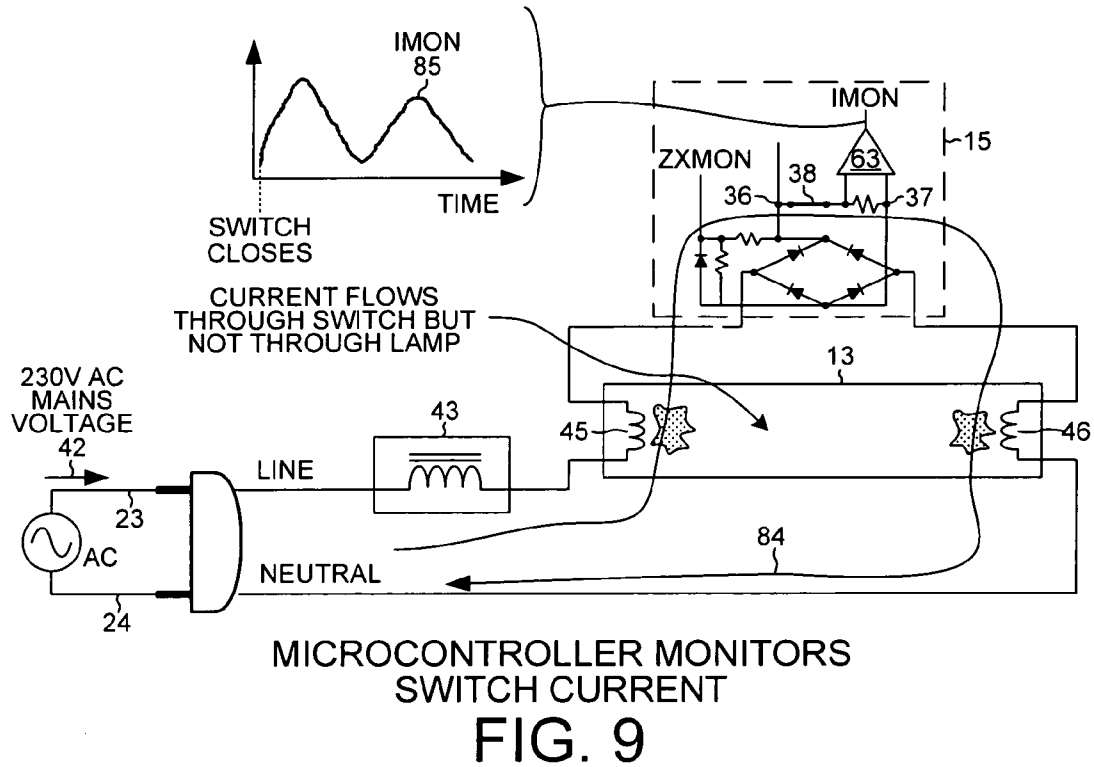 IMON
85
TIME
SWITCH
CLOSES
IMON
63
15
ZXMON
36
38
37
CURRENT FLOWS
THROUGH SWITCH BUT
NOT THROUGH LAMP
13
230V AC
MAINS
VOLTAGE
42
43
45
46
LINE
23
AC
NEUTRAL
84
24
MICROCONTROLLER MONITORS
SWITCH CURRENT
FIG. 9